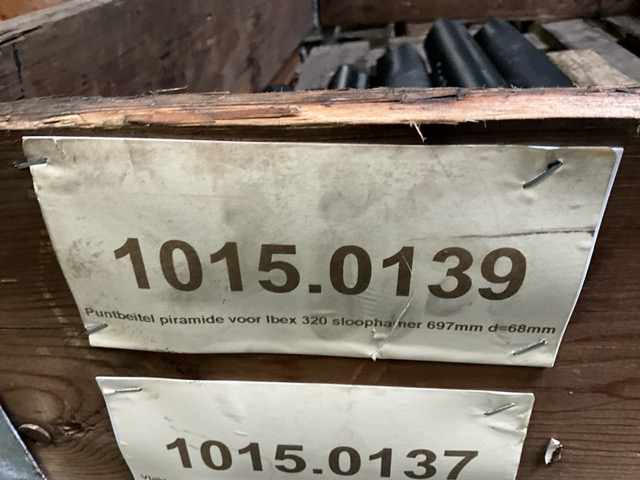 1015.0139
Puntbeitel piramide voor Ibex 320 sloophamer 697mm d=68mm
1015.0137